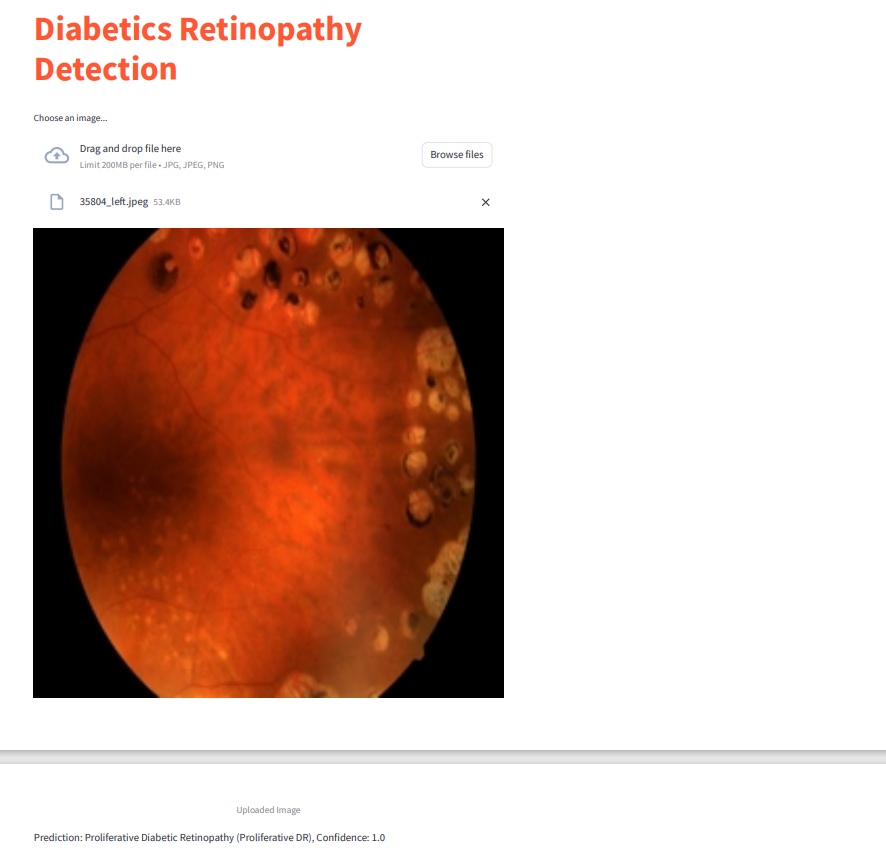 Diabetics Retinopathy
Detection
Choose an image...
Drag and drop file here
Limit 200MB per file • JPG, JPEG, PNG
Browse files
35804_left.jpeg 53.4KB
Uploaded Image
Prediction: Proliferative Diabetic Retinopathy (Proliferative DR), Confidence: 1.0